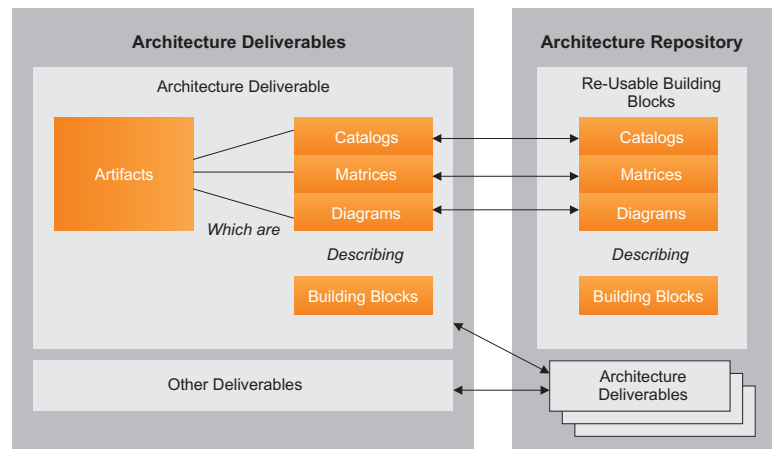 Architecture Deliverables
Architecture Deliverable
Artifacts
Which are
Catalogs
Matrices
Diagrams
Describing
Building Blocks
Other Deliverables
Architecture Repository
Re-Usable Building
Blocks
Catalogs
Matrices
Diagrams
Describing
Building Blocks
Architecture
Deliverables